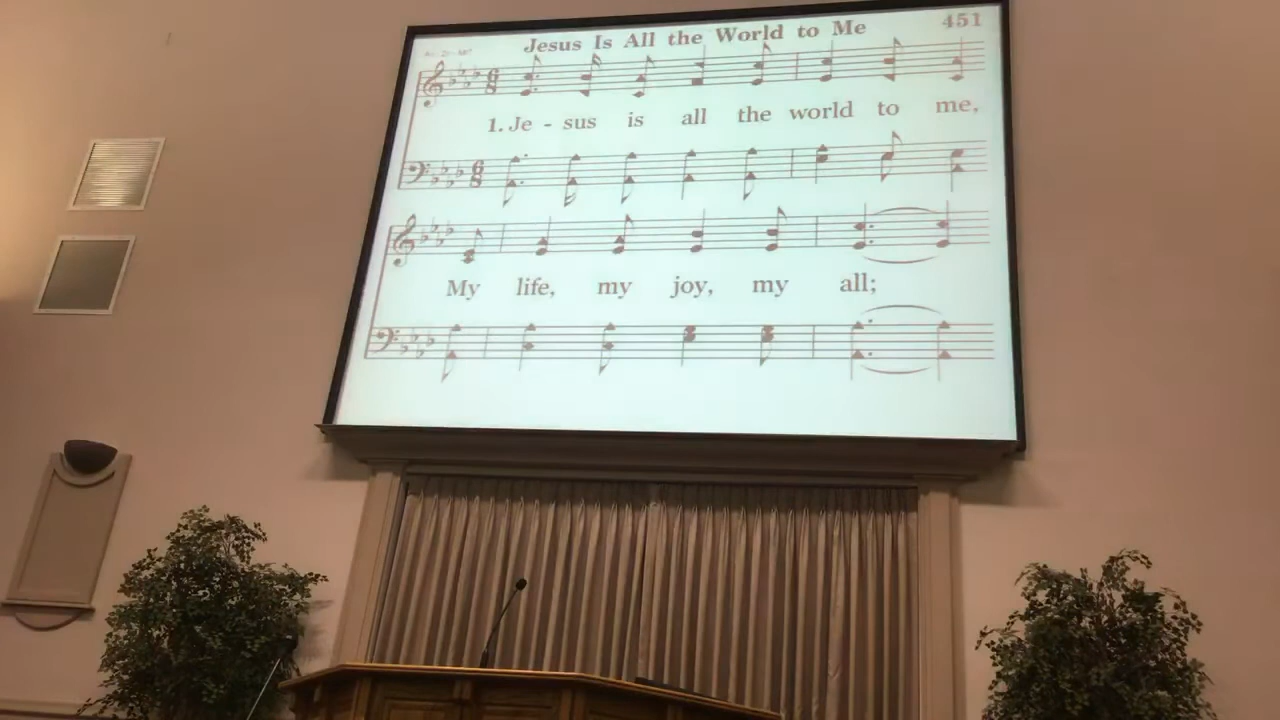 Jesus Is All the World to Me 451
1. Je - sus is all the world to me,
My life, my joy, my all;